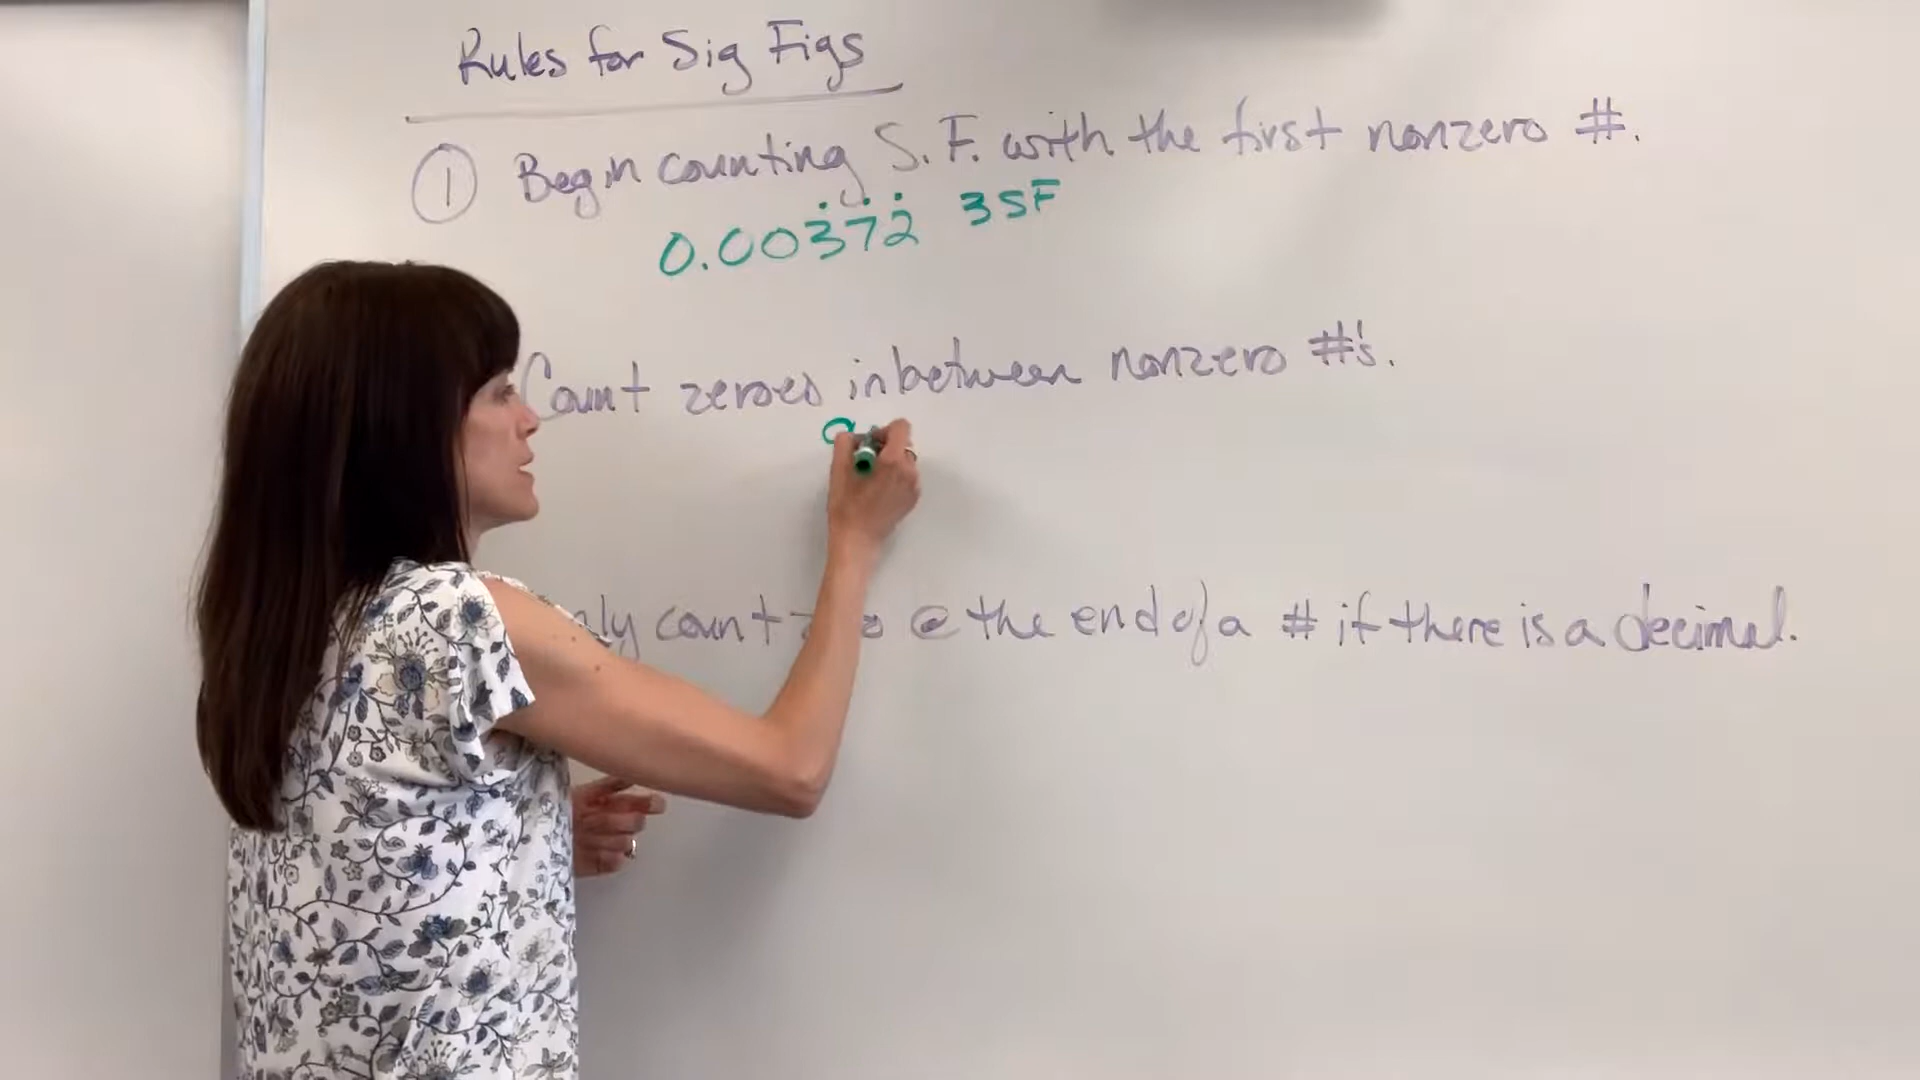 Rules for Sig Figs
① Begin counting S.F. with the first nonzero #.
0.00372 3SF
Count zeroes inbetween nonzero #'s.
count @ the end of a # if there is a decimal.